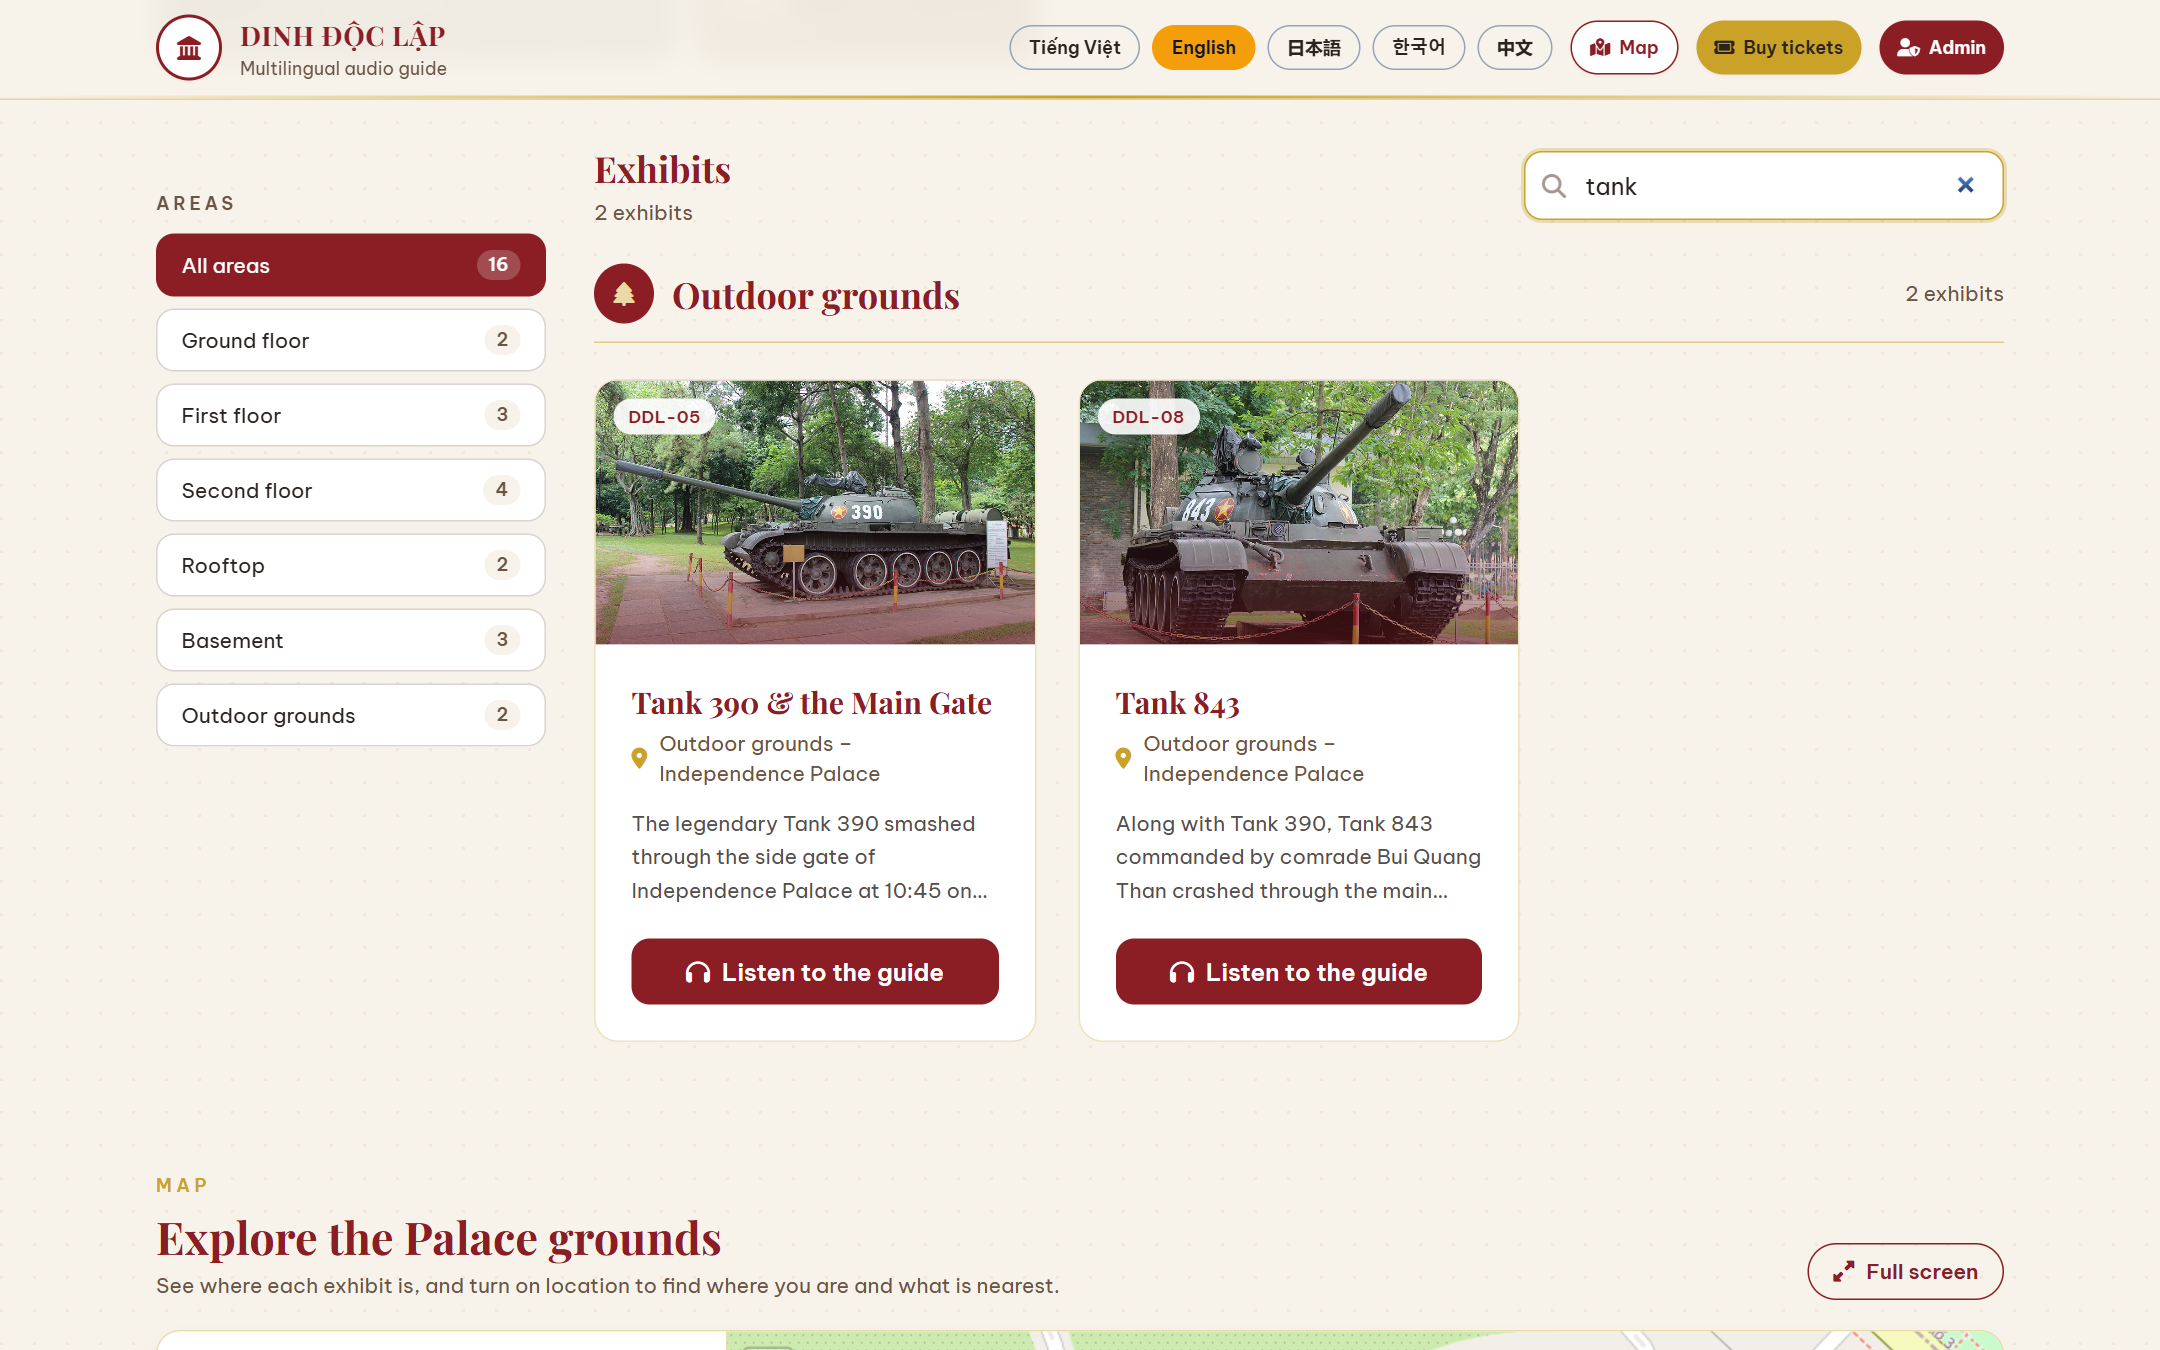 DINH ĐỘC LẬP
Multilingual audio guide
Tiếng Việt
English
日本語
한국어
中文
Map
Buy tickets
Admin
AREAS
All areas 16
Ground floor 2
First floor 3
Second floor 4
Rooftop 2
Basement 3
Outdoor grounds 2
Exhibits
2 exhibits
tank
Outdoor grounds
2 exhibits
DDL-05
390
Tank 390 & the Main Gate
Outdoor grounds –
Independence Palace
The legendary Tank 390 smashed
through the side gate of
Independence Palace at 10:45 on...
Listen to the guide
DDL-08
843
Tank 843
Outdoor grounds –
Independence Palace
Along with Tank 390, Tank 843
commanded by comrade Bui Quang
Than crashed through the main...
Listen to the guide
MAP
Explore the Palace grounds
See where each exhibit is, and turn on location to find where you are and what is nearest.
Full screen